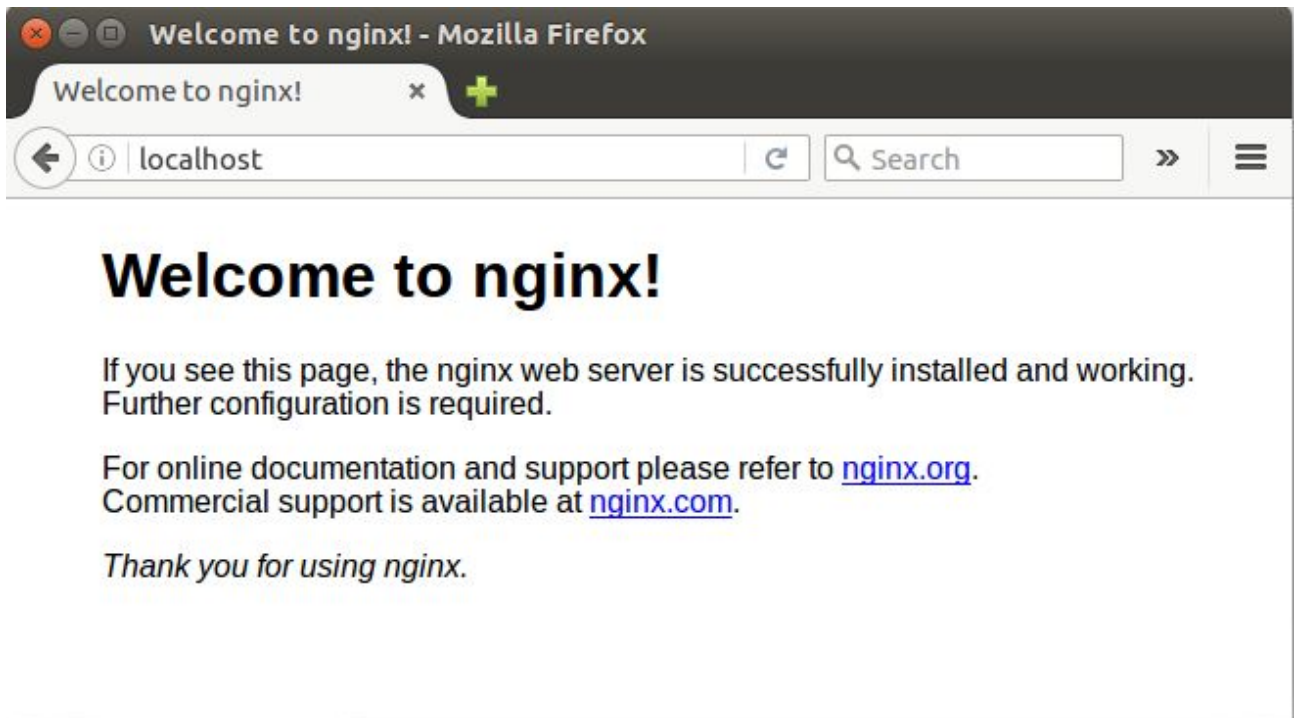 Welcome to nginx! - Mozilla Firefox
Welcome to nginx!
localhost
Search
Welcome to nginx!
If you see this page, the nginx web server is successfully installed and working.
Further configuration is required.
For online documentation and support please refer to nginx.org.
Commercial support is available at nginx.com.
Thank you for using nginx.